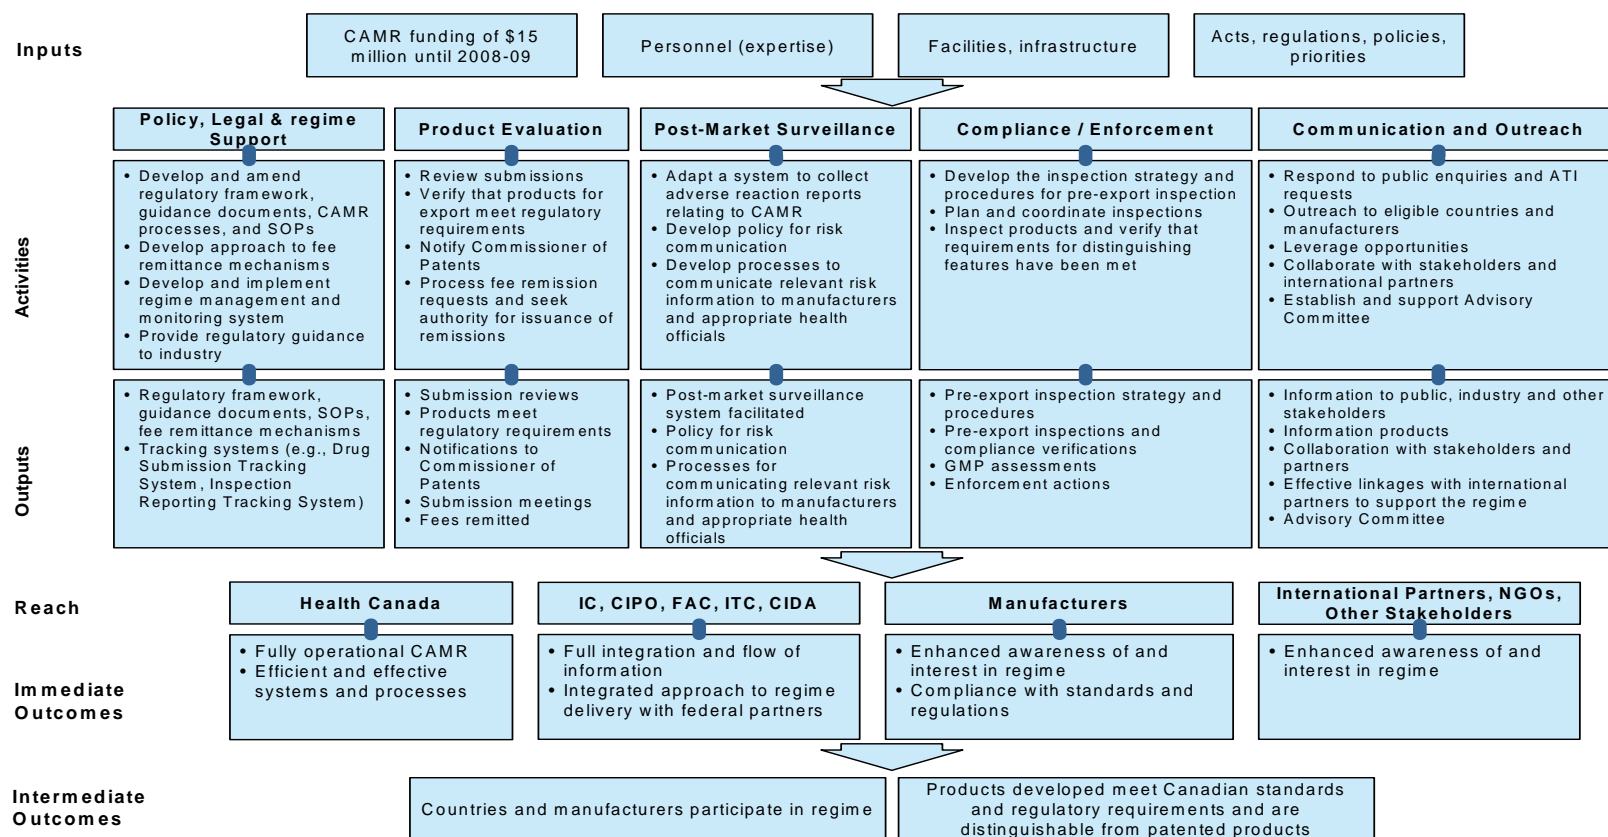 Inputs
CAMR funding of $15
million until 2008-09
Personnel (expertise)
Facilities, infrastructure
Acts, regulations, policies,
priorities
Activities
Policy, Legal & regime
Support
• Develop and amend
regulatory framework,
guidance documents, CAMR
processes, and SOPs
• Develop approach to fee
remittance mechanisms
• Develop and implement
regime management and
monitoring system
• Provide regulatory guidance
to industry
Product Evaluation
• Review submissions
• Verify that products for
export meet regulatory
requirements
• Notify Commissioner of
Patents
• Process fee remission
requests and seek
authority for issuance of
remissions
Post-Market Surveillance
• Adapt a system to collect
adverse reaction reports
relating to CAMR
• Develop policy for risk
communication
• Develop processes to
communicate relevant risk
information to manufacturers
and appropriate health
officials
Compliance / Enforcement
• Develop the inspection strategy and
procedures for pre-export inspection
• Plan and coordinate inspections
• Inspect products and verify that
requirements for distinguishing
features have been met
Communication and Outreach
• Respond to public enquiries and ATI
requests
• Outreach to eligible countries and
manufacturers
• Leverage opportunities
• Collaborate with stakeholders and
international partners
• Establish and support Advisory
Committee
Outputs
• Regulatory framework,
guidance documents, SOPs,
fee remittance mechanisms
• Tracking systems (e.g., Drug
Submission Tracking
System, Inspection
Reporting Tracking System)
• Submission reviews
• Products meet
regulatory requirements
• Notifications to
Commissioner of
Patents
• Submission meetings
• Fees remitted
• Post-market surveillance
system facilitated
• Policy for risk
communication
• Processes for
communicating relevant risk
information to manufacturers
and appropriate health
officials
• Pre-export inspection strategy and
procedures
• Pre-export inspections and
compliance verifications
• GMP assessments
• Enforcement actions
• Information to public, industry and other
stakeholders
• Information products
• Collaboration with stakeholders and
partners
• Effective linkages with international
partners to support the regime
• Advisory Committee
Reach
Health Canada
IC, CIPO, FAC, ITC, CIDA
Manufacturers
International Partners, NGOs,
Other Stakeholders
Immediate
Outcomes
• Fully operational CAMR
• Efficient and effective
systems and processes
• Full integration and flow of
information
• Integrated approach to regime
delivery with federal partners
• Enhanced awareness of and
interest in regime
• Compliance with standards and
regulations
• Enhanced awareness of and
interest in regime
Intermediate
Outcomes
Countries and manufacturers participate in regime
Products developed meet Canadian standards
and regulatory requirements and are
distinguishable from patented products